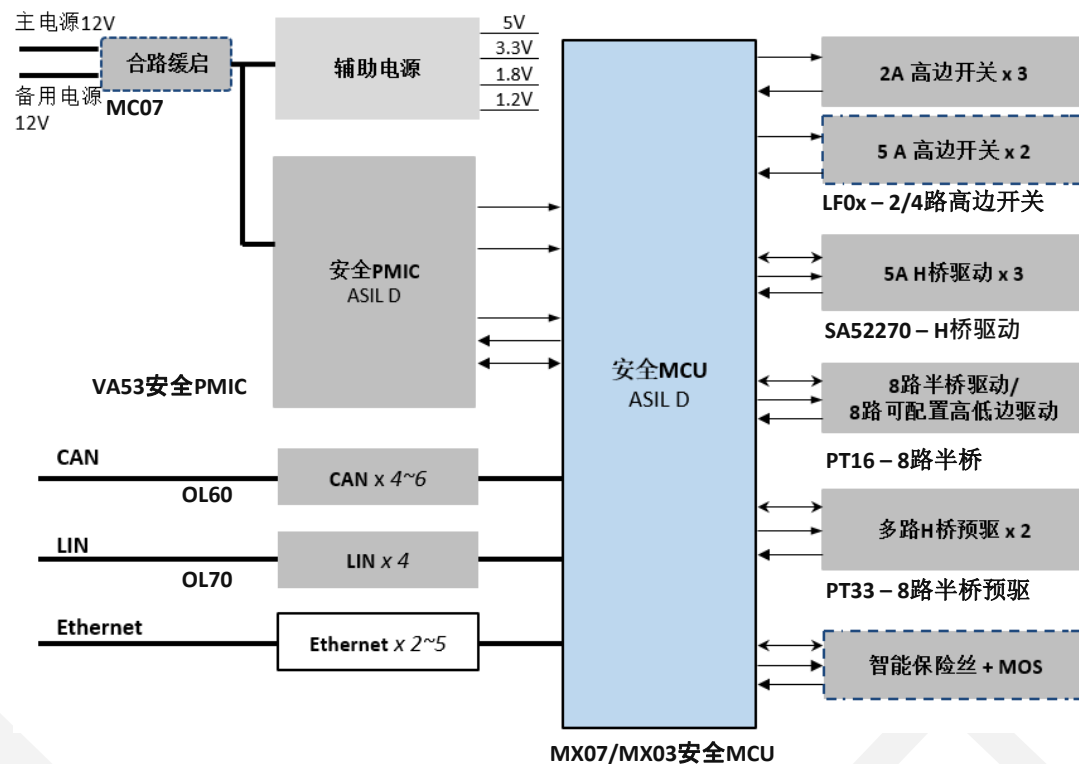 主电源12V
合路缓启
备用电源
12V
MC07
辅助电源
5V
3.3V
1.8V
1.2V
安全PMIC
ASIL D
VA53安全PMIC
CAN
OL60
CAN x 4~6
LIN
OL70
LIN x 4
Ethernet
Ethernet x 2~5
安全MCU
ASIL D
MX07/MX03安全MCU
2A 高边开关 x 3
5 A 高边开关 x 2
LF0x – 2/4路高边开关
5A H桥驱动 x 3
SA52270 – H桥驱动
8路半桥驱动/
8路可配置高低边驱动
PT16 – 8路半桥
多路H桥预驱 x 2
PT33 – 8路半桥预驱
智能保险丝 + MOS